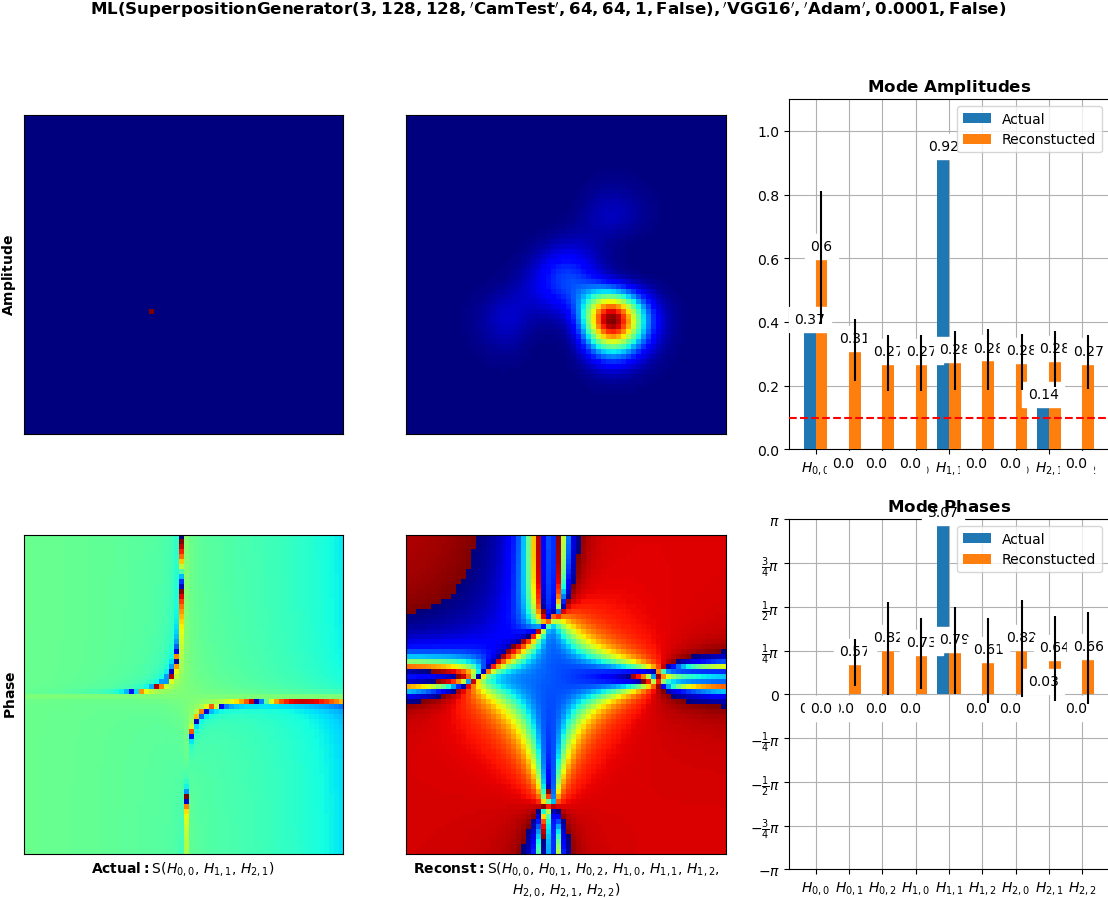 ML(SuperpositionGenerator(3, 128, 128, 'CamTest', 64, 64, 1, False), 'VGG16', 'Adam', 0.0001, False)
Amplitude
Mode Amplitudes
Actual
Reconstucted
1.0
0.8
0.6
0.4
0.2
0.0
0.37
0.6
0.31
0.27
0.27
0.92
0.28
0.28
0.28
0.14
0.28
0.27
0.0
0.0
0.0
0.0
0.0
0.0
Phase
Actual: S(H0,0, H1,1, H2,1)
Reconst: S(H0,0, H0,1, H0,2, H1,0, H1,1, H1,2,
H2,0, H2,1, H2,2)
Mode Phases
Actual
Reconstucted
π
3/4π
1/2π
1/4π
0
−1/4π
−1/2π
−3/4π
−π
3.07
0.57
0.82
0.73
0.79
0.61
0.82
0.64
0.66
0.03
0.0
0.0
0.0
0.0
0.0
0.0
0.0
H0,0 H0,1 H0,2 H1,0 H1,1 H1,2 H2,0 H2,1 H2,2